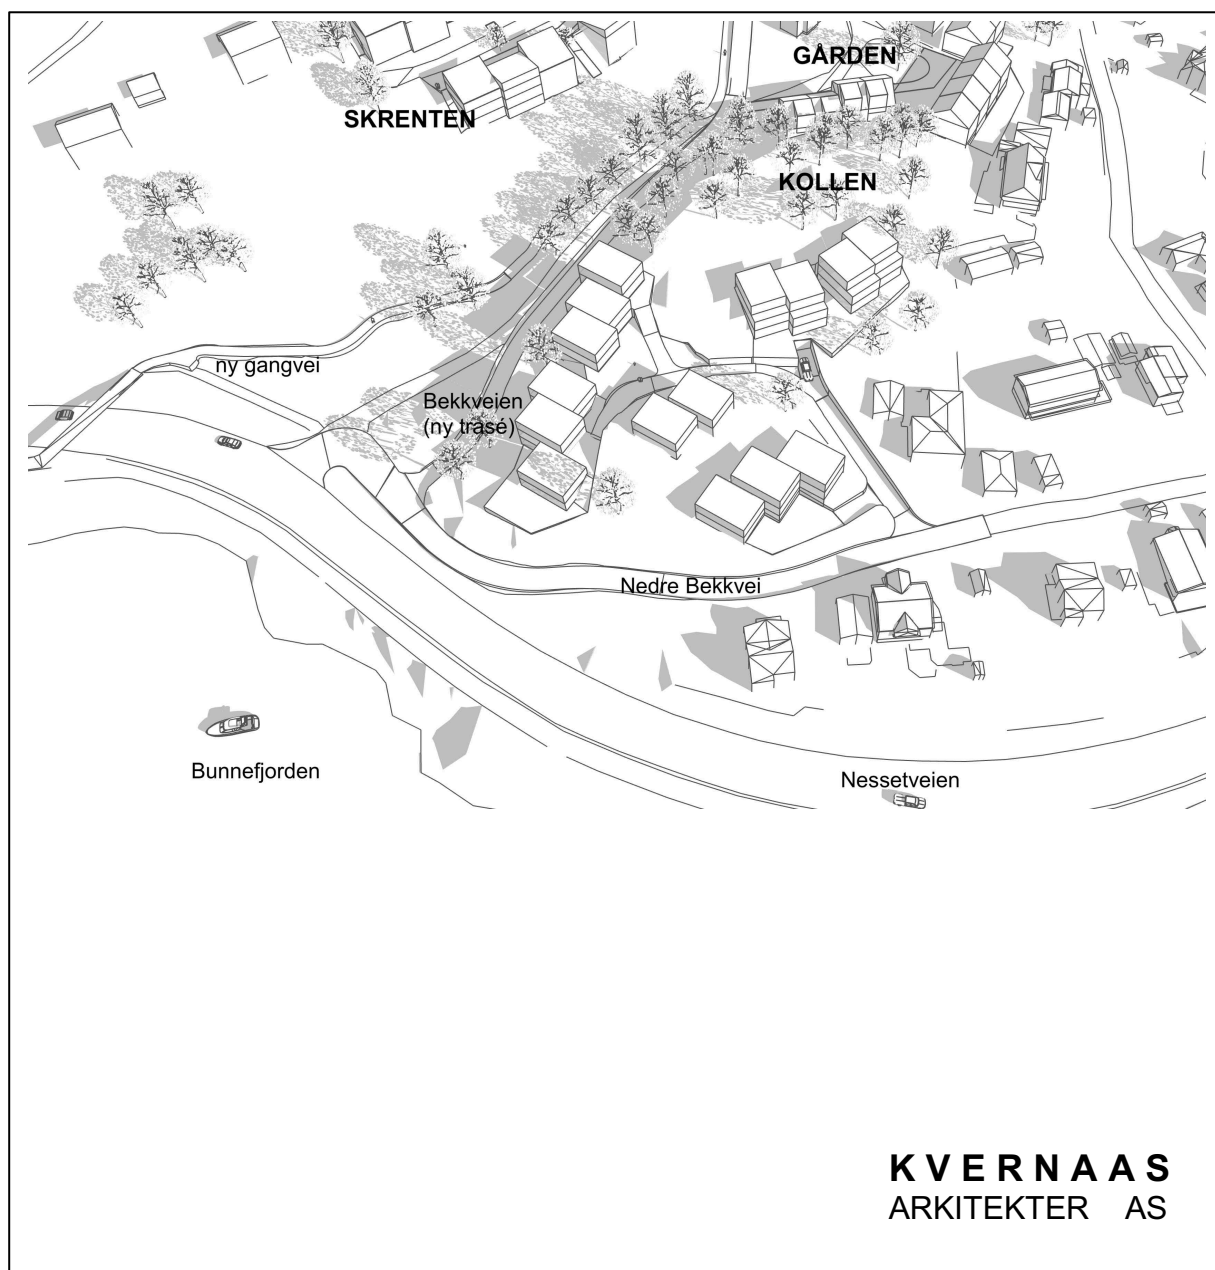 GÅRDEN
SKRENTEN
KOLLEN
ny gangvei
Bekkveien
(ny trasé)
Nedre Bekkvei
Bunnefjorden
Nessetveien
KVERNAAS
ARKITEKTER AS